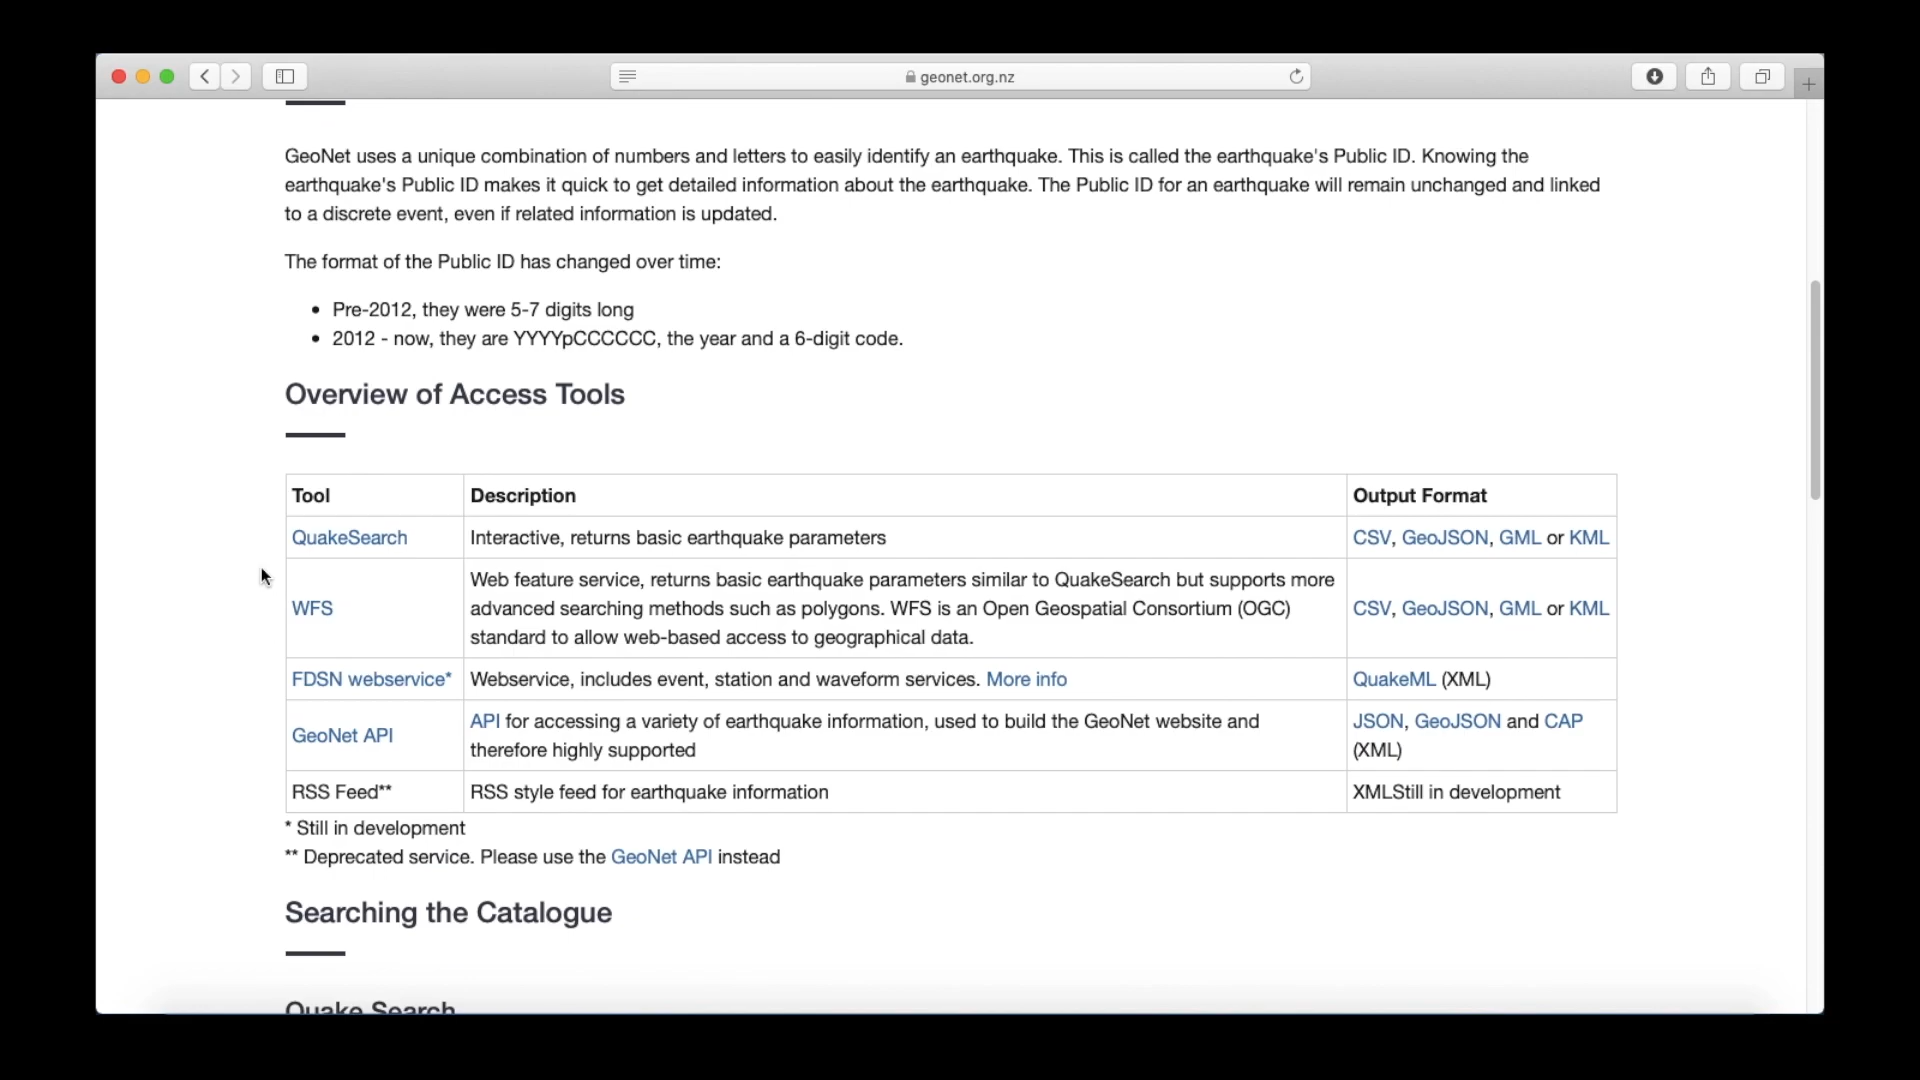 geonet.org.nz
GeoNet uses a unique combination of numbers and letters to easily identify an earthquake. This is called the earthquake's Public ID. Knowing the
earthquake's Public ID makes it quick to get detailed information about the earthquake. The Public ID for an earthquake will remain unchanged and linked
to a discrete event, even if related information is updated.
The format of the Public ID has changed over time:
• Pre-2012, they were 5-7 digits long
• 2012 - now, they are YYYYpCCCCCC, the year and a 6-digit code.
Overview of Access Tools
Tool Description Output Format
QuakeSearch Interactive, returns basic earthquake parameters CSV, GeoJSON, GML or KML
Web feature service, returns basic earthquake parameters similar to QuakeSearch but supports more
WFS advanced searching methods such as polygons. WFS is an Open Geospatial Consortium (OGC) CSV, GeoJSON, GML or KML
standard to allow web-based access to geographical data.
FDSN webservice* Webservice, includes event, station and waveform services. More info QuakeML (XML)
GeoNet API API for accessing a variety of earthquake information, used to build the GeoNet website and JSON, GeoJSON and CAP
therefore highly supported (XML)
RSS Feed** RSS style feed for earthquake information XMLStill in development
* Still in development
** Deprecated service. Please use the GeoNet API instead
Searching the Catalogue
Quake Search